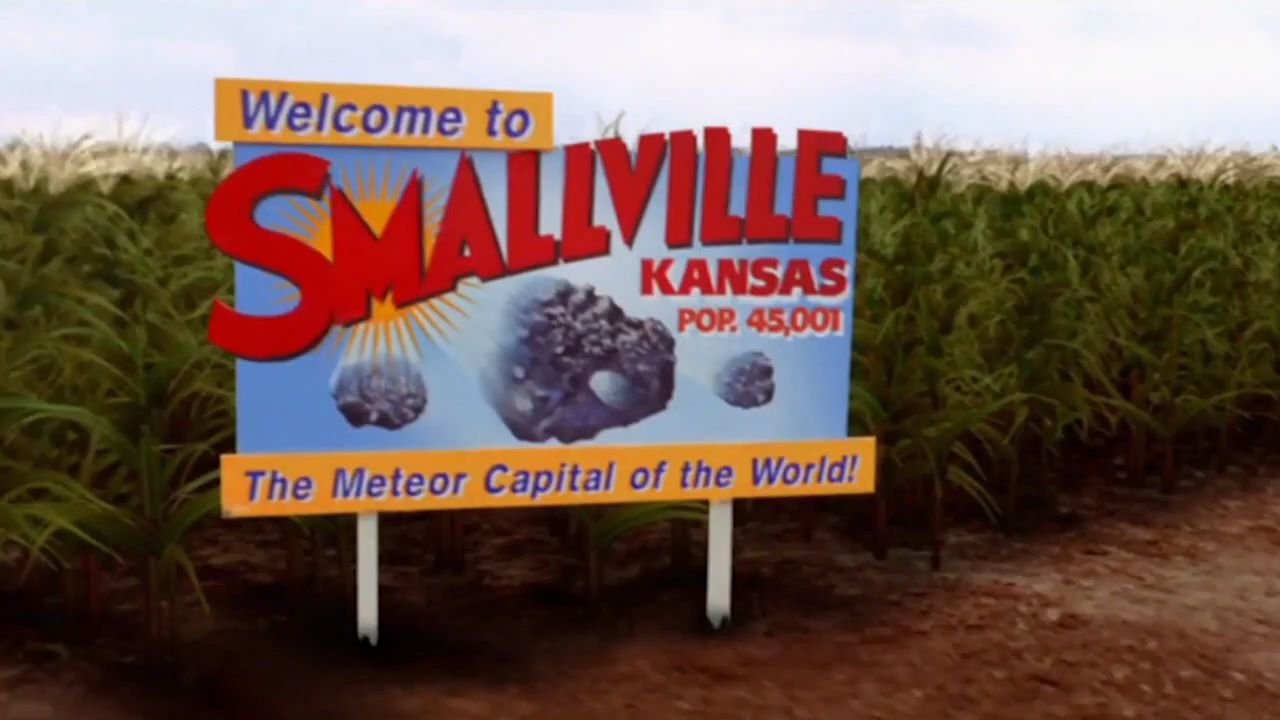 Welcome to
SMALLVILLE
KANSAS
POP. 45,001
The Meteor Capital of the World!